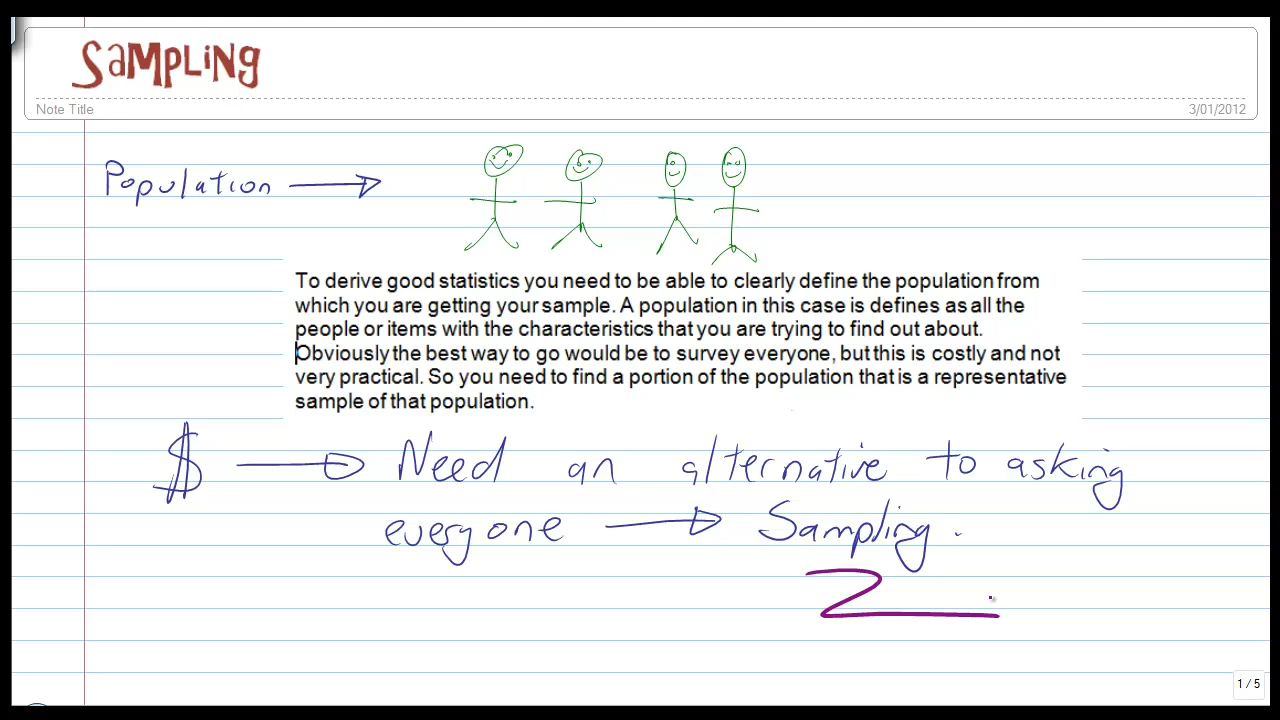 SAMPLiNg
Note Title
3/01/2012
Population
To derive good statistics you need to be able to clearly define the population from
which you are getting your sample. A population in this case is defines as all the
people or items with the characteristics that you are trying to find out about.
Obviously the best way to go would be to survey everyone, but this is costly and not
very practical. So you need to find a portion of the population that is a representative
sample of that population.
$ Need an alternative to asking
everyone Sampling.
1 / 5